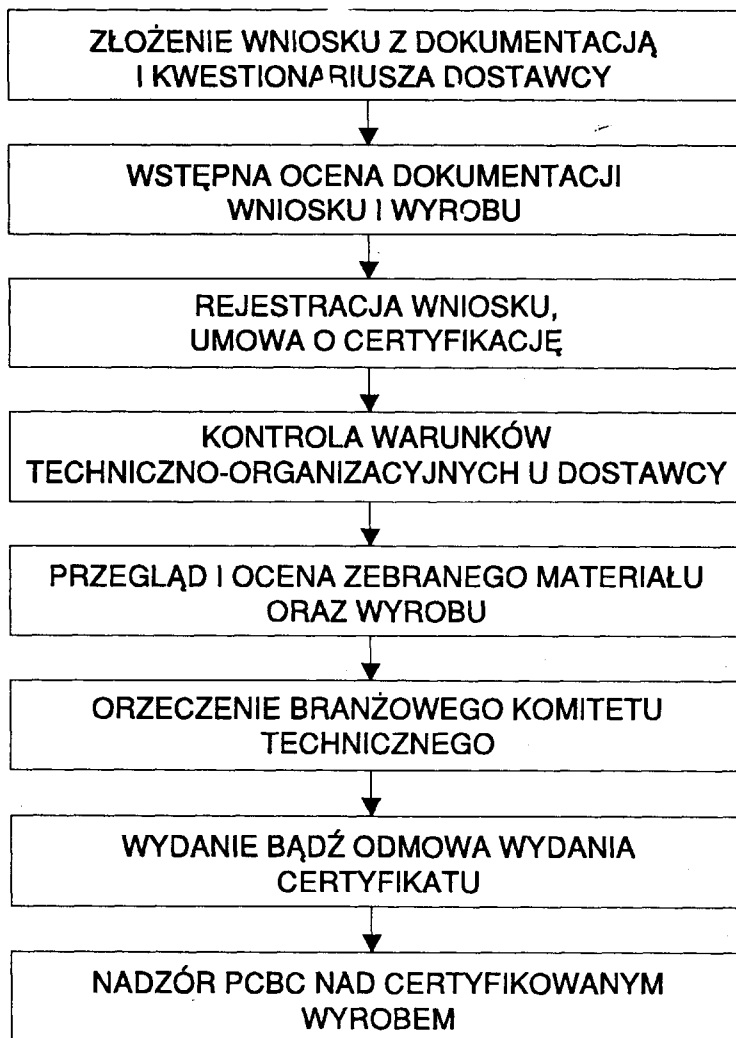 ZŁOŻENIE WNIOSKU Z DOKUMENTACJĄ
I KWESTIONARIUSZA DOSTAWCY
WSTĘPNA OCENA DOKUMENTACJI
WNIOSKU I WYROBU
REJESTRACJA WNIOSKU,
UMOWA O CERTYFIKACJĘ
KONTROLA WARUNKÓW
TECHNICZNO-ORGANIZACYJNYCH U DOSTAWCY
PRZEGLĄD I OCENA ZEBRANEGO MATERIAŁU
ORAZ WYROBU
ORZECZENIE BRANŻOWEGO KOMITETU
TECHNICZNEGO
WYDANIE BĄDŹ ODMOWA WYDANIA
CERTYFIKATU
NADZÓR PCBC NAD CERTYFIKOWANYM
WYROBEM